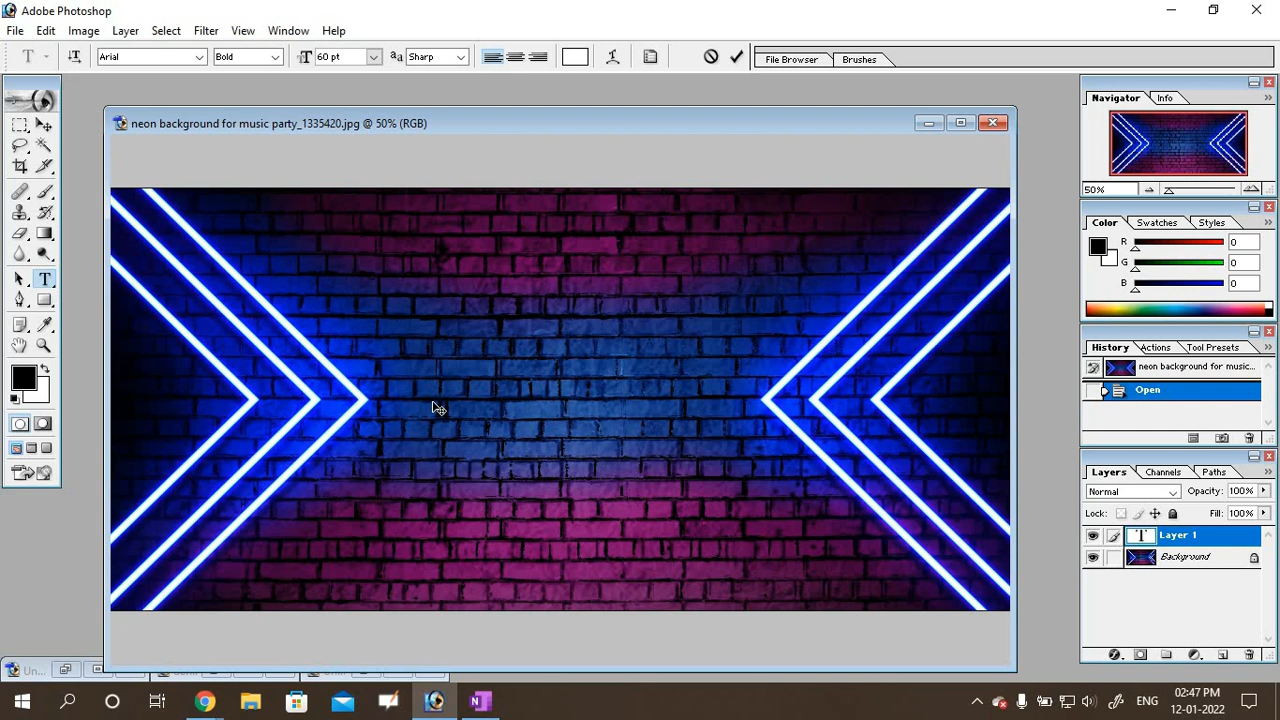 Adobe Photoshop
File Edit Image Layer Select Filter View Window Help
T Arial Bold T 60 pt aa Sharp File Browser Brushes
neon background for music party_1335420.jpg @ 50% (RGB)
Navigator Info
50%
Color Swatches Styles
R 0
G 0
B 0
History Actions Tool Presets
neon background for music...
Open
Layers Channels Paths
Normal Opacity: 100%
Lock: Fill: 100%
T Layer 1
Background
Un...
ENG
02:47 PM
12-01-2022